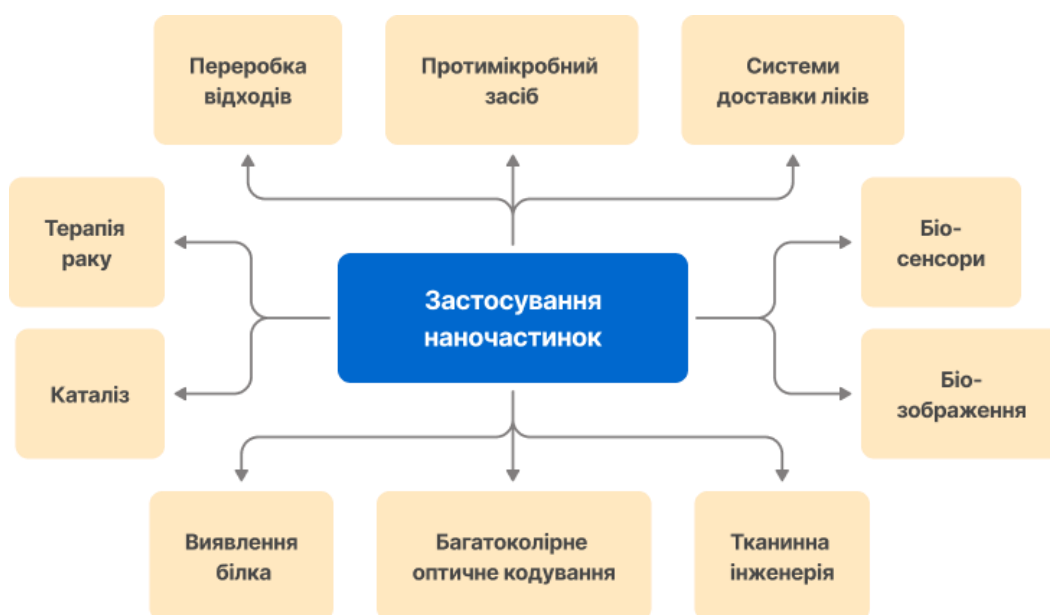 Переробка
відходів
Протимікробний
засіб
Системи
доставки ліків
Терапія
раку
Біо-
сенсори
Застосування
наночастинок
Каталіз
Біо-
зображення
Виявлення
білка
Багатоколірне
оптичне кодування
Тканинна
інженерія